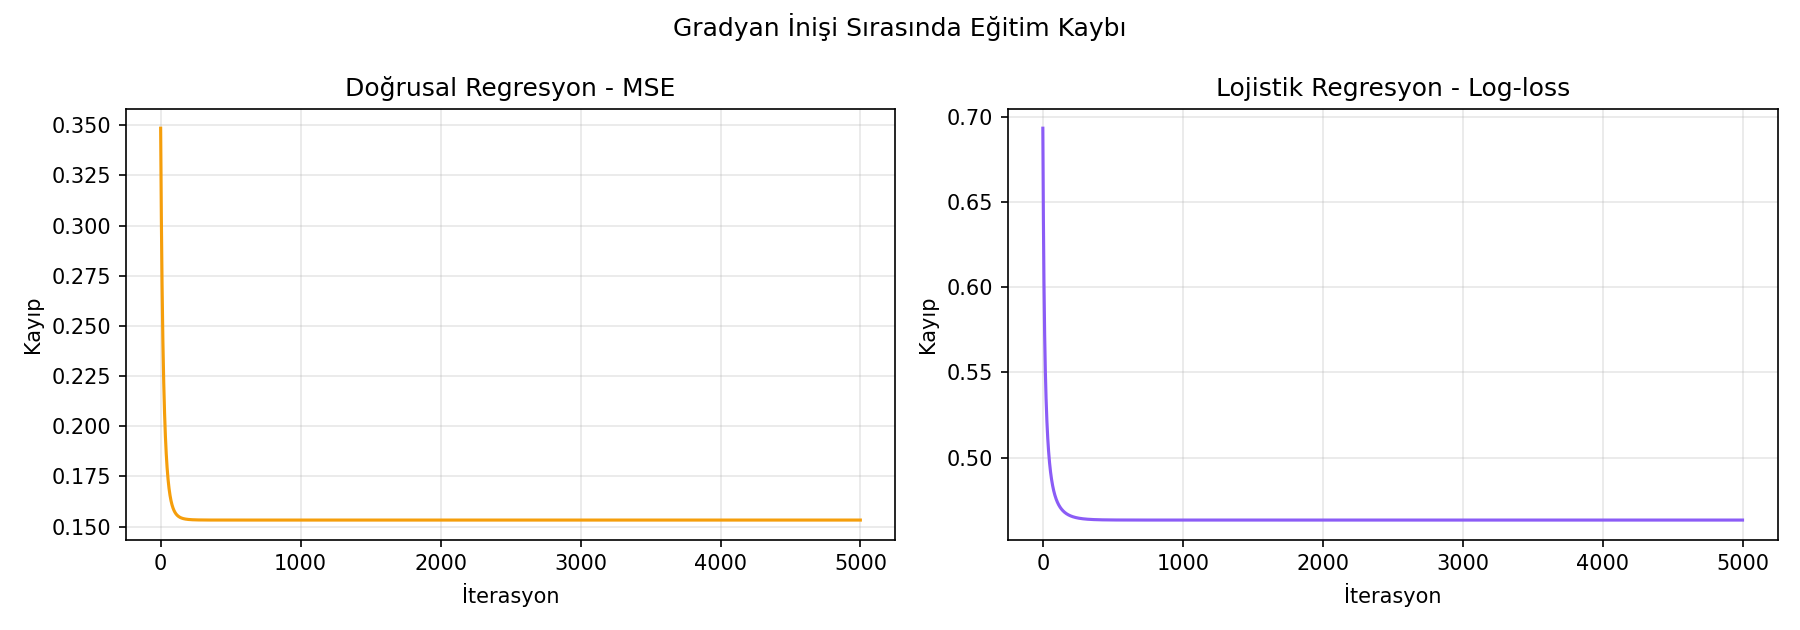 Gradyan İnişi Sırasında Eğitim Kaybı
Doğrusal Regresyon - MSE
0.350
0.325
0.300
0.275
0.250
0.225
0.200
0.175
0.150
Kayıp
0 1000 2000 3000 4000 5000
İterasyon
Lojistik Regresyon - Log-loss
0.70
0.65
0.60
0.55
0.50
Kayıp
0 1000 2000 3000 4000 5000
İterasyon